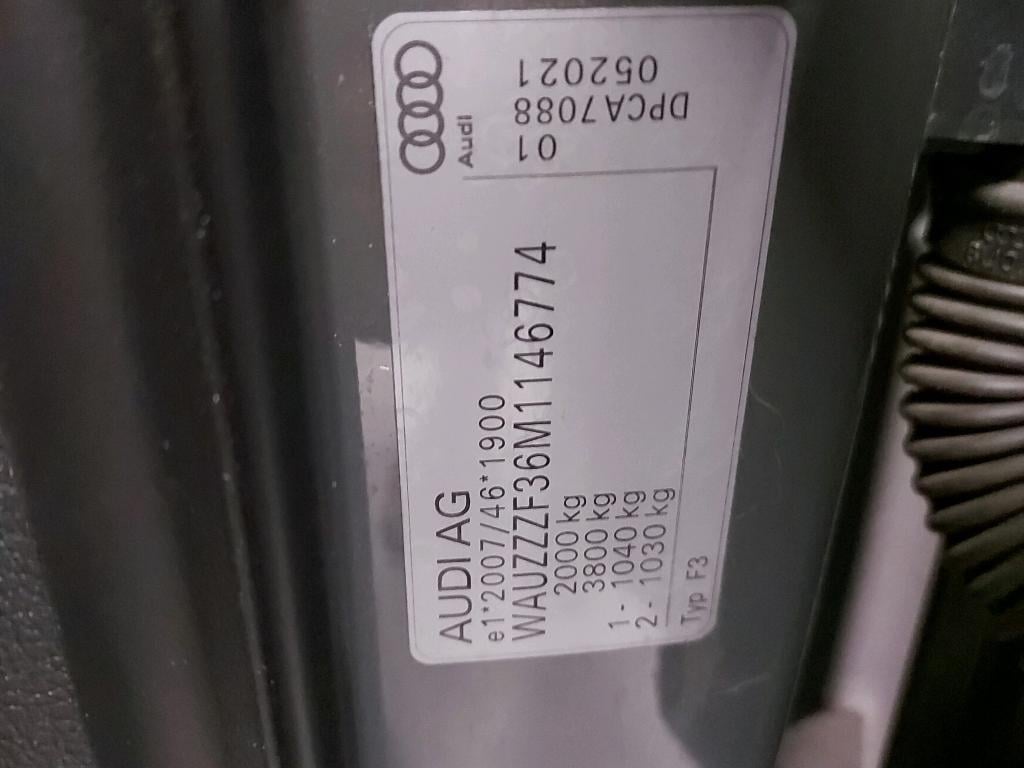 AUDI AG
e1*2007/46*1900
WAUZZZF36M1146774
2000 kg
3800 kg
1- 1040 kg
2- 1030 kg
Typ F3
Audi
01
DPCA7088
052021